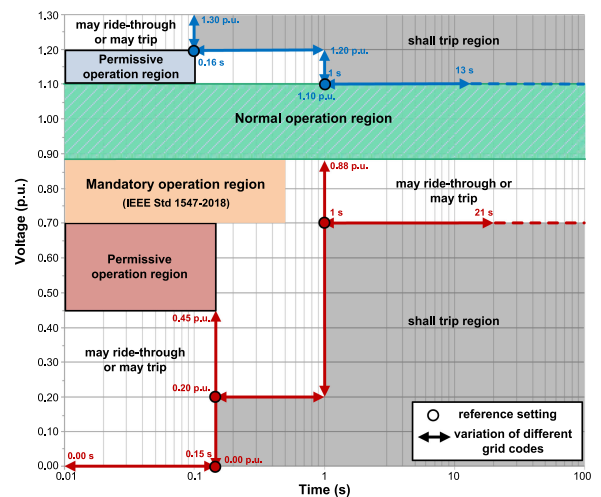 may ride-through
or may trip
1.30 p.u.
shall trip region
1.30
1.20
1.10
1.00
0.90
0.80
0.70
0.60
0.50
0.40
0.30
0.20
0.10
0.00
Voltage (p.u.)
Permissive
operation region
0.16 s
1.20 p.u.
1 s
13 s
1.10 p.u.
Normal operation region
0.88 p.u.
Mandatory operation region
(IEEE Std 1547-2018)
may ride-through or
may trip
1 s
21 s
Permissive
operation region
0.45 p.u.
shall trip region
may ride-through
or may trip
0.20 p.u.
0.00 s
0.15 s
0.00 p.u.
reference setting
variation of different
grid codes
0.01
0.1
1
10
100
Time (s)